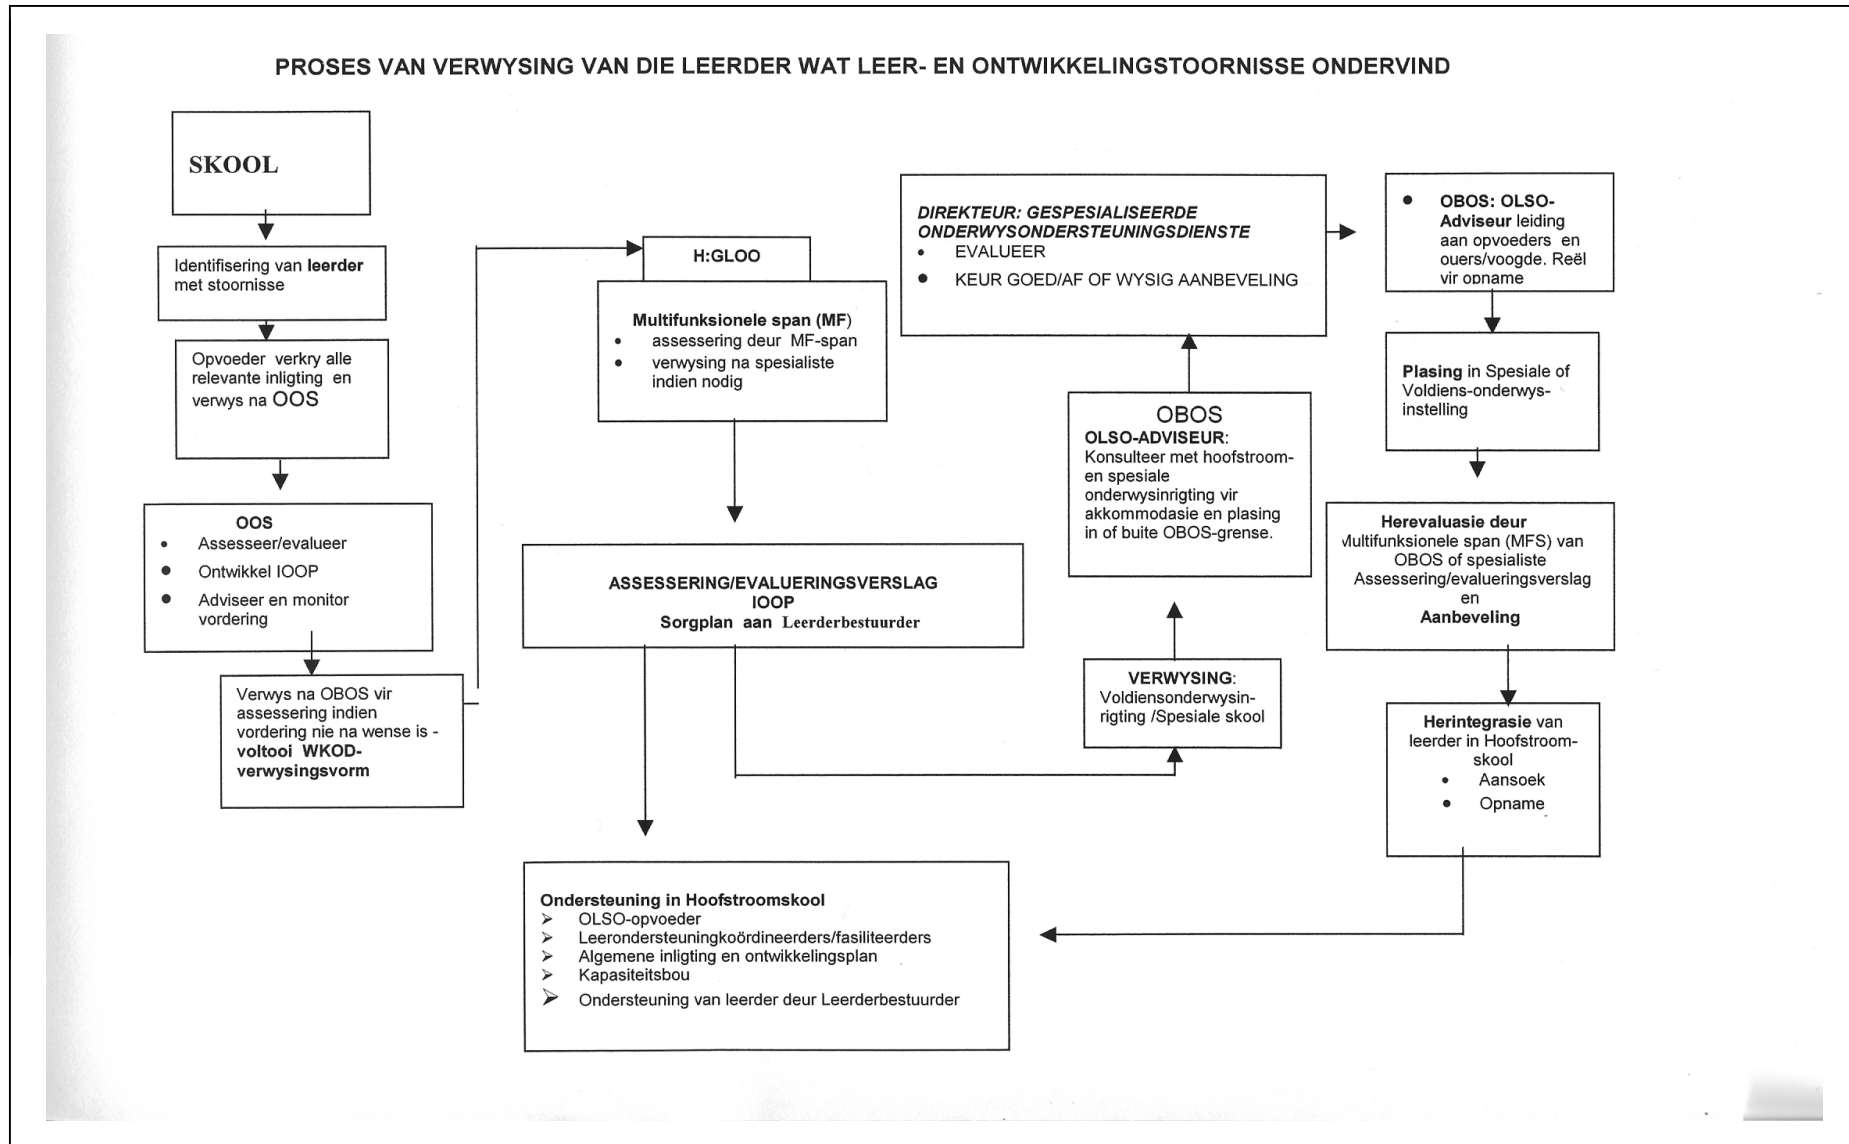 PROSES VAN VERWYSING VAN DIE LEERDER WAT LEER- EN ONTWIKKELINGSTOORNISSE ONDERVIND
SKOOL
Identifisering van leerder
met stoornisse
Opvoeder verkry alle
relevante inligting en
verwys na OOS
OOS
• Assesseer/evalueer
• Ontwikkel IOOP
• Adviseer en monitor
vordering
Verwys na OBOS vir
assessering indien
vordering nie na wense is -
voltooi WKOD-
verwysingsvorm
H:GLOO
Multifunksionele span (MF)
• assessering deur MF-span
• verwysing na spesialiste
indien nodig
ASSESSERING/EVALUERINGSVERSLAG
IOOP
Sorgplan aan Leerderbestuurder
Ondersteuning in Hoofstroomskool
➢ OLSO-opvoeder
➢ Leerondersteuningkoördineerders/fasiliteerders
➢ Algemene inligting en ontwikkelingsplan
➢ Kapasiteitsbou
➢ Ondersteuning van leerder deur Leerderbestuurder
VERWYSING:
Voldiensonderwysin-
rigting /Spesiale skool
OBOS
OLSO-ADVISEUR:
Konsulteer met hoofstroom-
en spesiale
onderwysinrigting vir
akkommodasie en plasing
in of buite OBOS-grense.
DIREKTEUR: GESPESIALISEERDE
ONDERWYSONDERSTEUNINGSDIENSTE
• EVALUEER
• KEUR GOED/AF OF WYSIG AANBEVELING
• OBOS: OLSO-
Adviseur leiding
aan opvoeders en
ouers/voogde. Reël
vir opname
Plasing in Spesiale of
Voldiens-onderwys-
instelling
Herevaluasie deur
Multifunksionele span (MFS) van
OBOS of spesialiste
Assessering/evalueringsverslag
en
Aanbeveling
Herintegrasie van
leerder in Hoofstroom-
skool
• Aansoek
• Opname